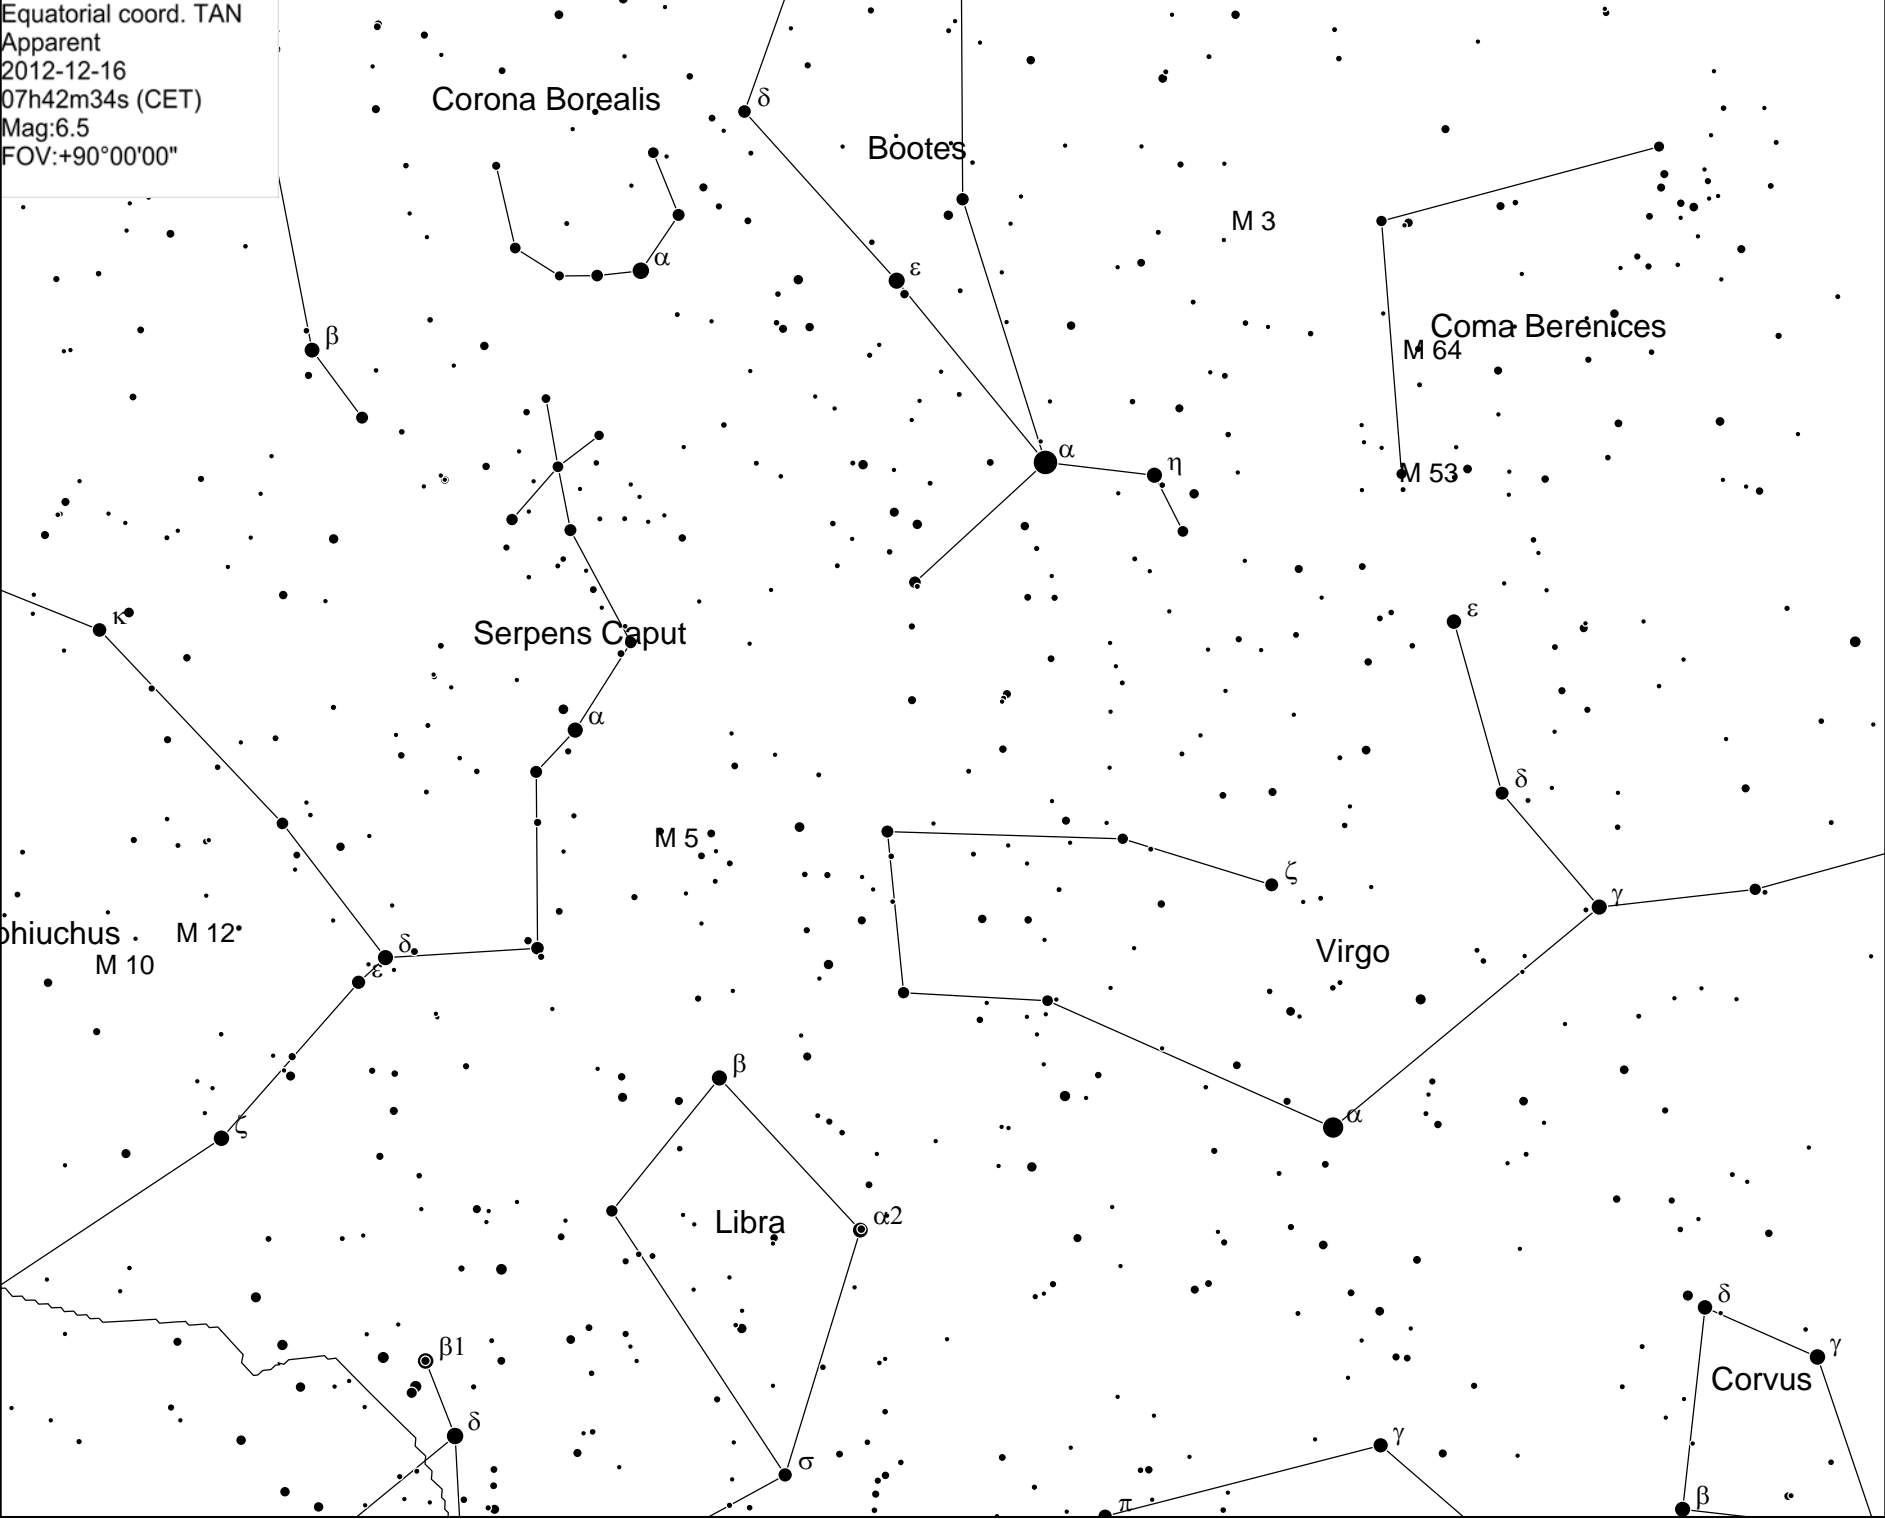 Equatorial coord. TAN
Apparent
2012-12-16
07h42m34s (CET)
Mag:6.5
FOV:+90°00'00"
Corona Borealis
δ
Bootes
M 3
α
ε
β
Coma Berenices
M 64
α
η
M 53
κ
ε
Serpens Caput
α
δ
M 5
ζ
γ
phiuchus
M 12
δ
Virgo
M 10
ε
β
α
ζ
Libra
α2
δ
β1
γ
Corvus
δ
γ
σ
π
β